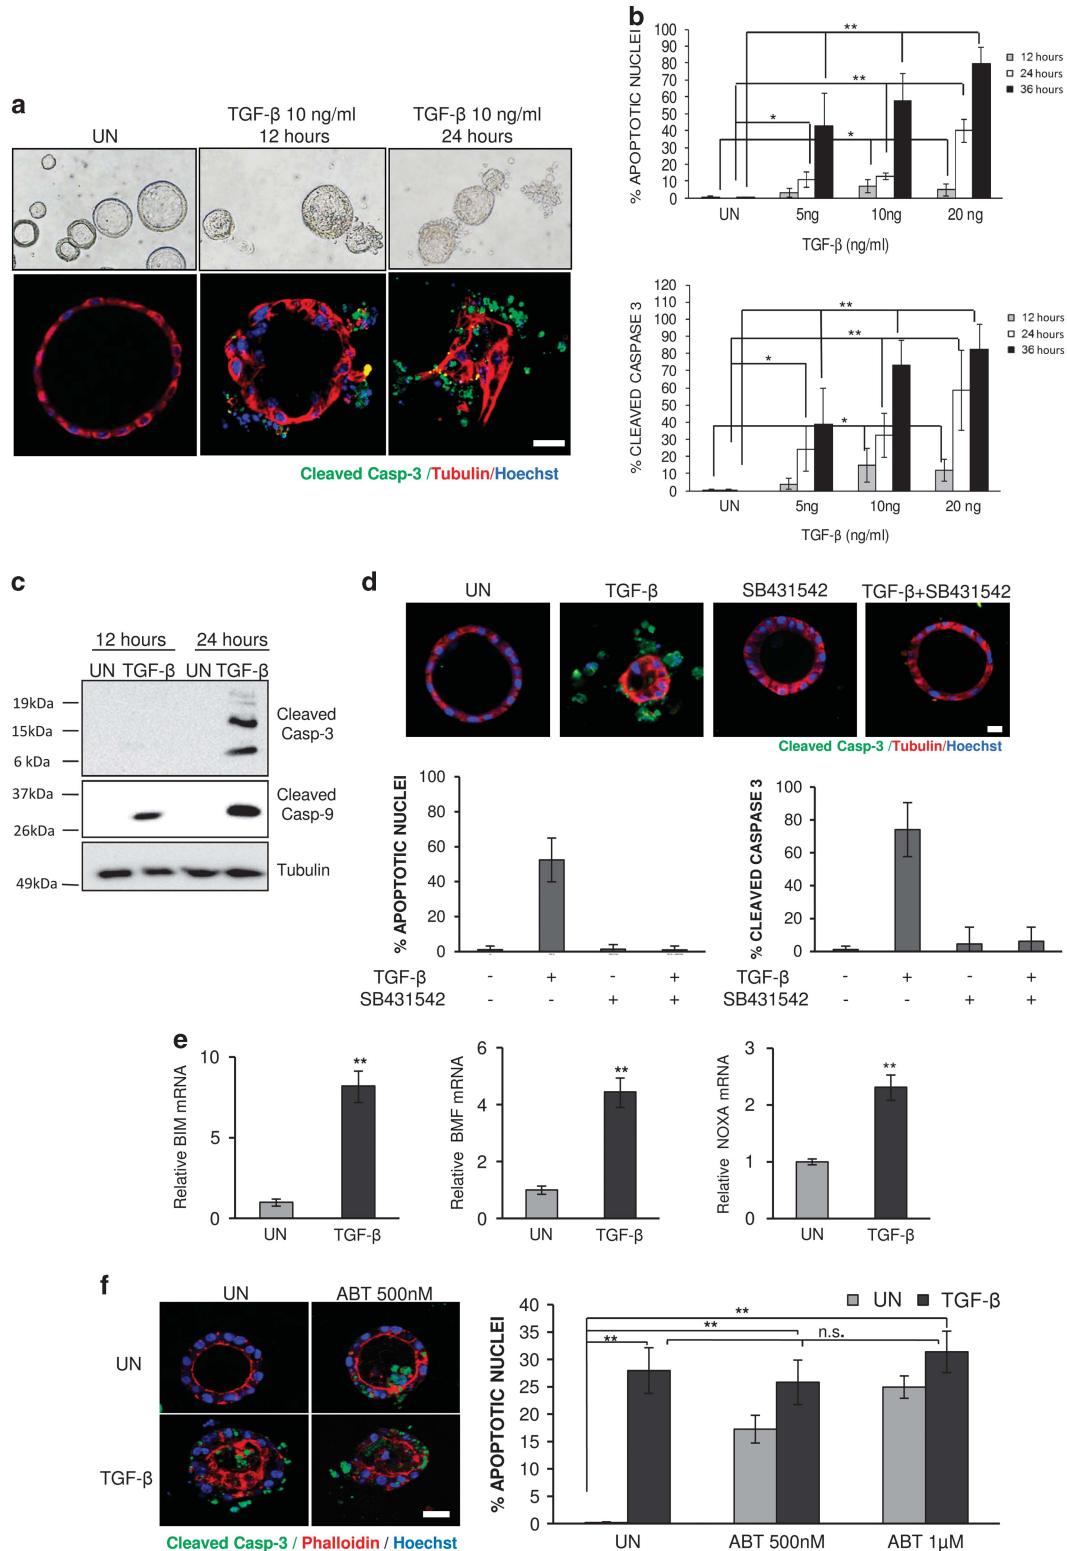 a
UN
TGF-β 10 ng/ml
12 hours
TGF-β 10 ng/ml
24 hours
Cleaved Casp-3 /Tubulin/Hoechst
b
% APOPTOTIC NUCLEI
100
90
80
70
60
50
40
30
20
10
0
**
**
*
*
12 hours
24 hours
36 hours
UN 5ng 10ng 20 ng
TGF-β (ng/ml)
% CLEAVED CASPASE 3
120
110
100
90
80
70
60
50
40
30
20
10
0
**
**
*
*
12 hours
24 hours
36 hours
UN 5ng 10ng 20 ng
TGF-β (ng/ml)
c
12 hours 24 hours
UN TGF-β UN TGF-β
19kDa
15kDa
6 kDa
Cleaved
Casp-3
37kDa
26kDa
Cleaved
Casp-9
49kDa
Tubulin
d
UN TGF-β SB431542 TGF-β+SB431542
Cleaved Casp-3 /Tubulin/Hoechst
% APOPTOTIC NUCLEI
100
80
60
40
20
0
TGF-β - + - +
SB431542 - - + +
% CLEAVED CASPASE 3
100
80
60
40
20
0
TGF-β - + - +
SB431542 - - + +
e
Relative BIM mRNA
10
5
0
**
UN TGF-β
Relative BMF mRNA
6
4
2
0
**
UN TGF-β
Relative NOXA mRNA
3
2
1
0
**
UN TGF-β
f
UN ABT 500nM
UN
TGF-β
Cleaved Casp-3 / Phalloidin / Hoechst
% APOPTOTIC NUCLEI
40
35
30
25
20
15
10
5
0
UN TGF-β
**
**
**
n.s.
UN ABT 500nM ABT 1μM